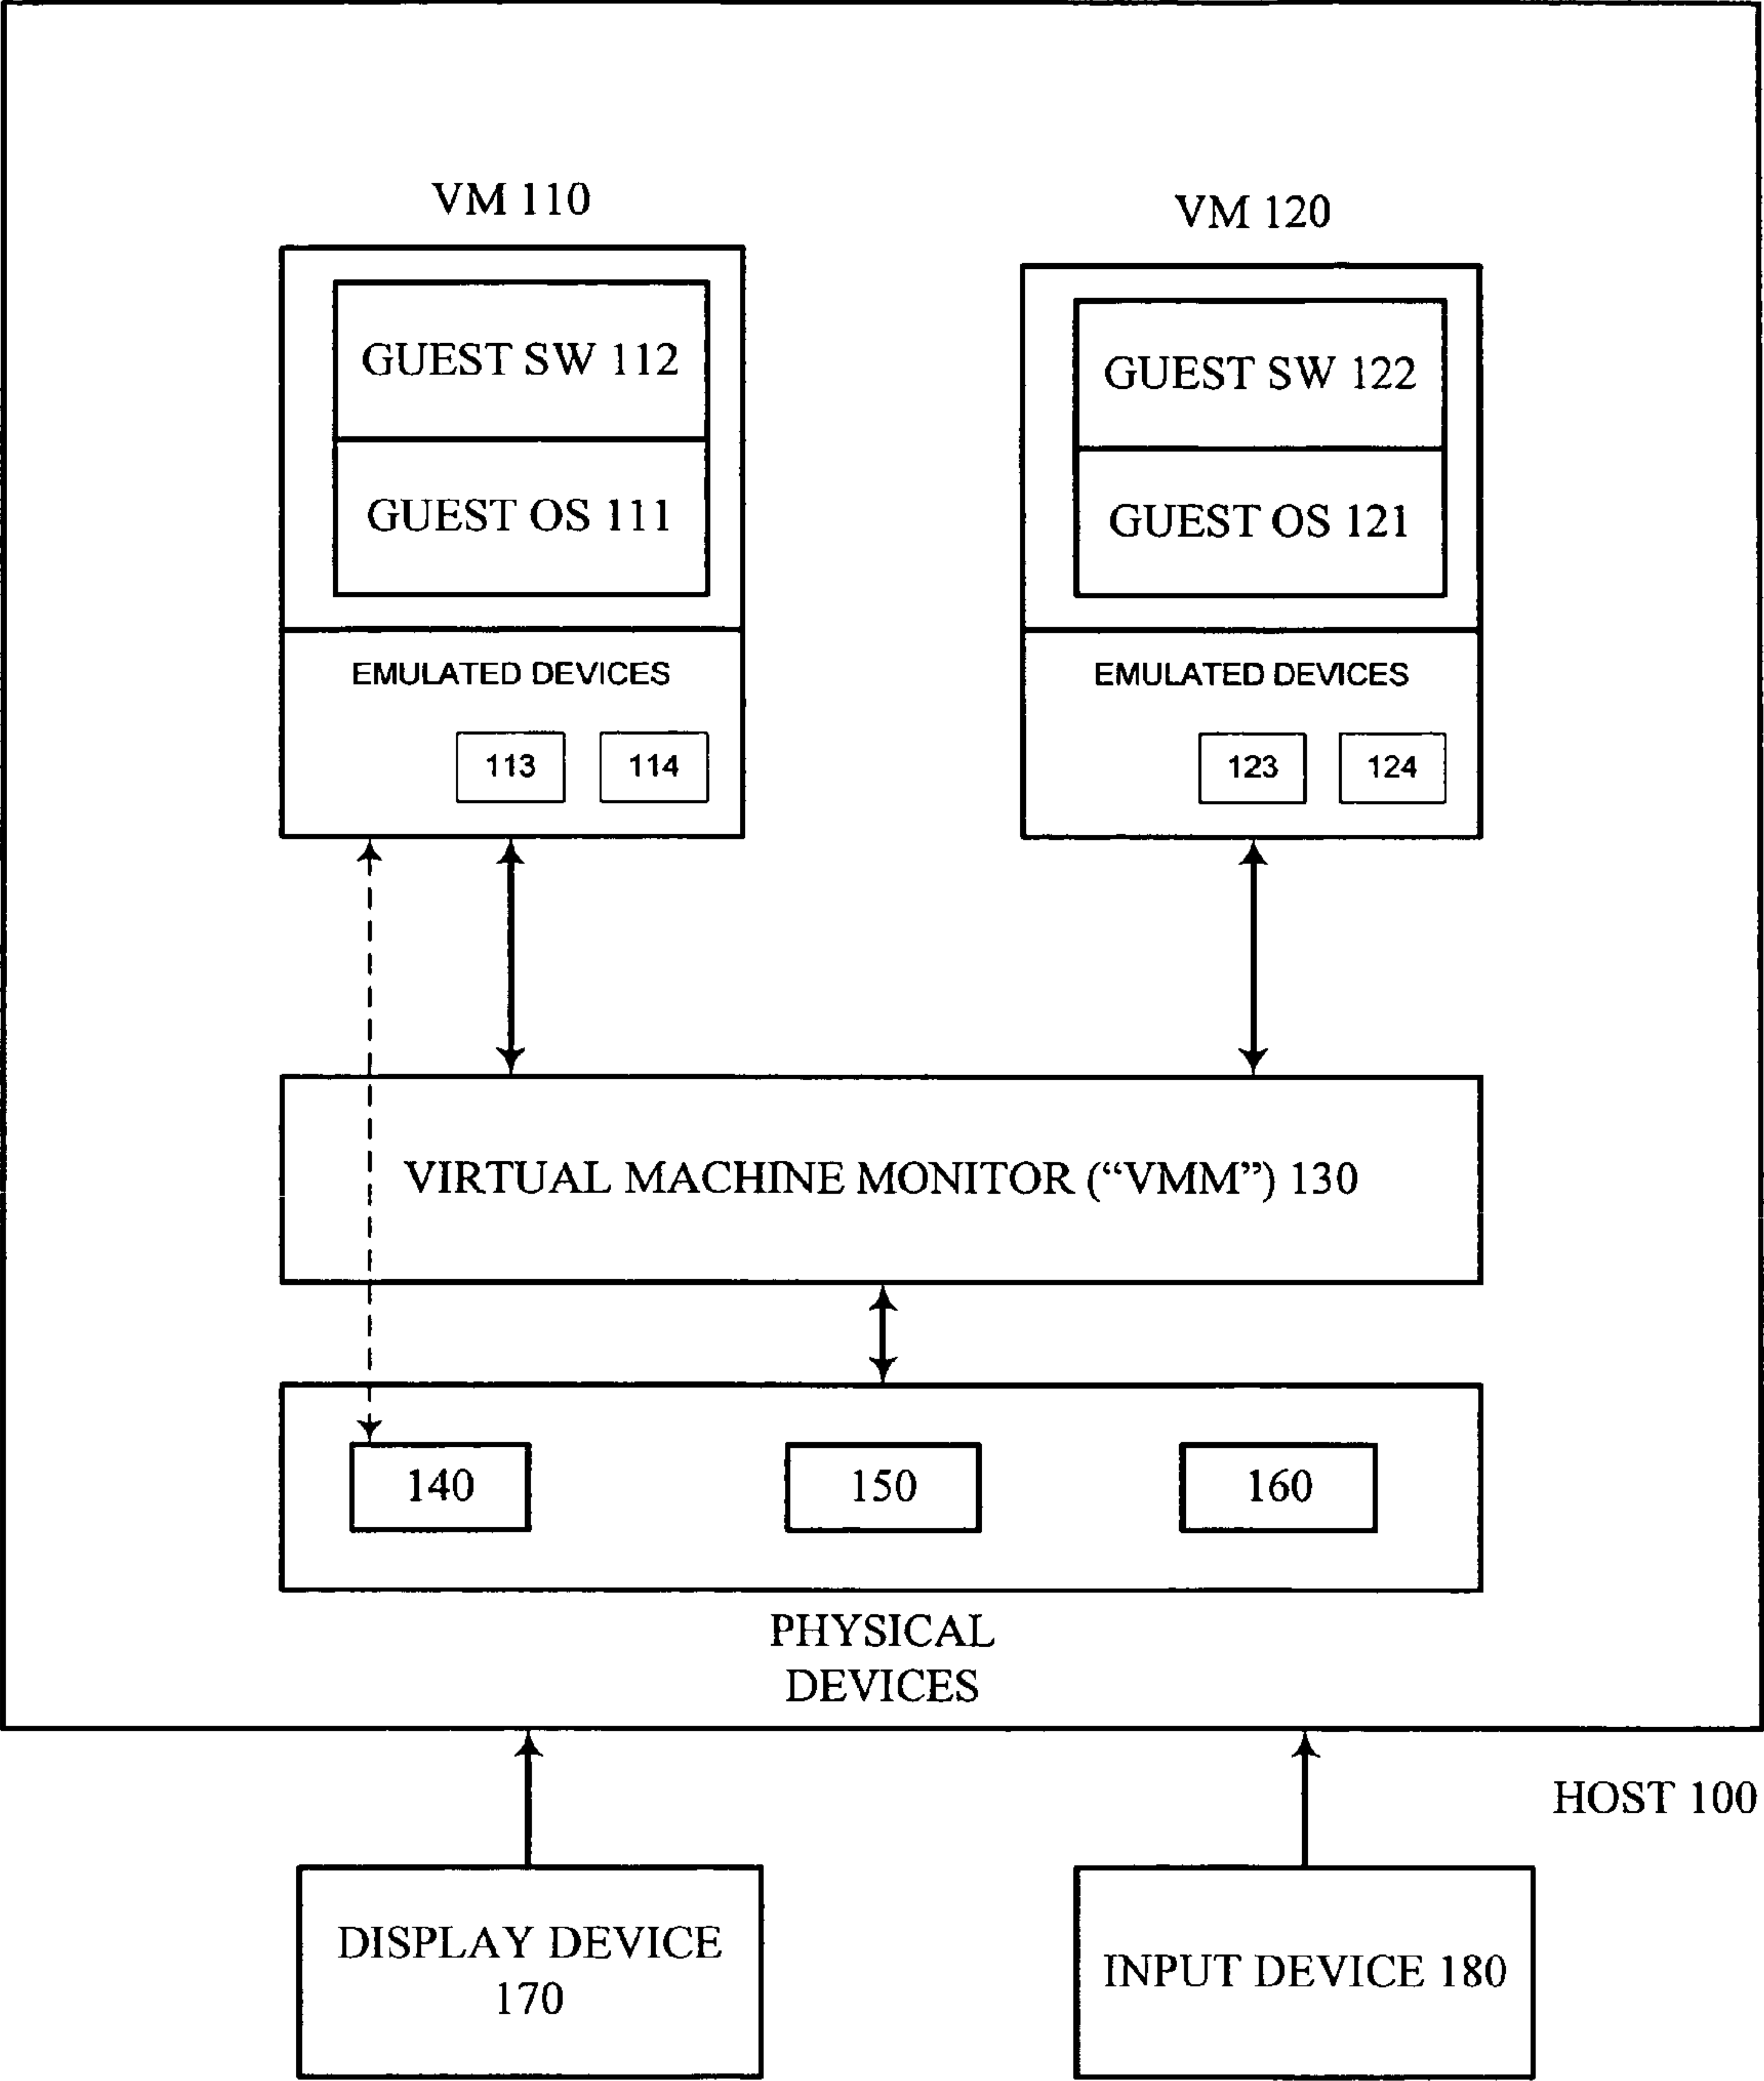 VM 110
VM 120
GUEST SW 112
GUEST OS 111
EMULATED DEVICES
113 114
GUEST SW 122
GUEST OS 121
EMULATED DEVICES
123 124
VIRTUAL MACHINE MONITOR (“VMM”) 130
140 150 160
PHYSICAL
DEVICES
HOST 100
DISPLAY DEVICE
170
INPUT DEVICE 180